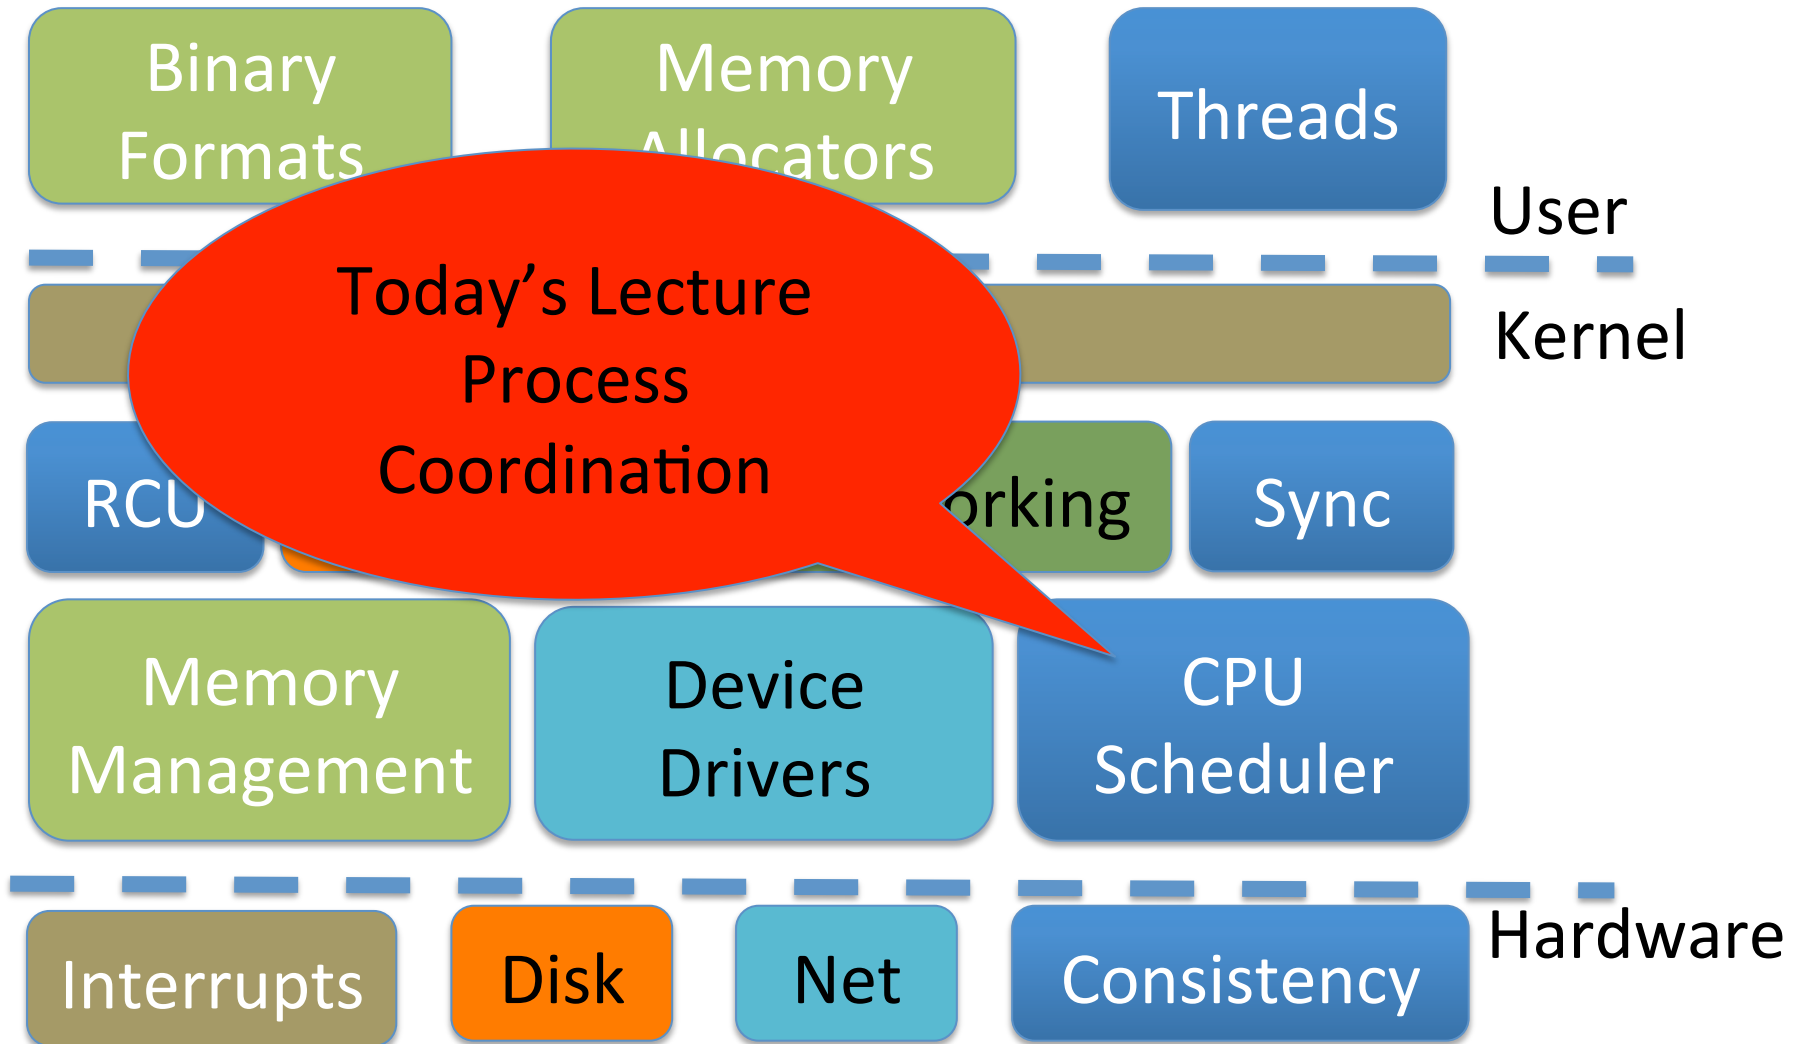 Binary
Formats
Memory
Allocators
Threads
User
Today’s Lecture
Process
Coordination
Kernel
RCU
orking
Sync
Memory
Management
Device
Drivers
CPU
Scheduler
Hardware
Interrupts
Disk
Net
Consistency